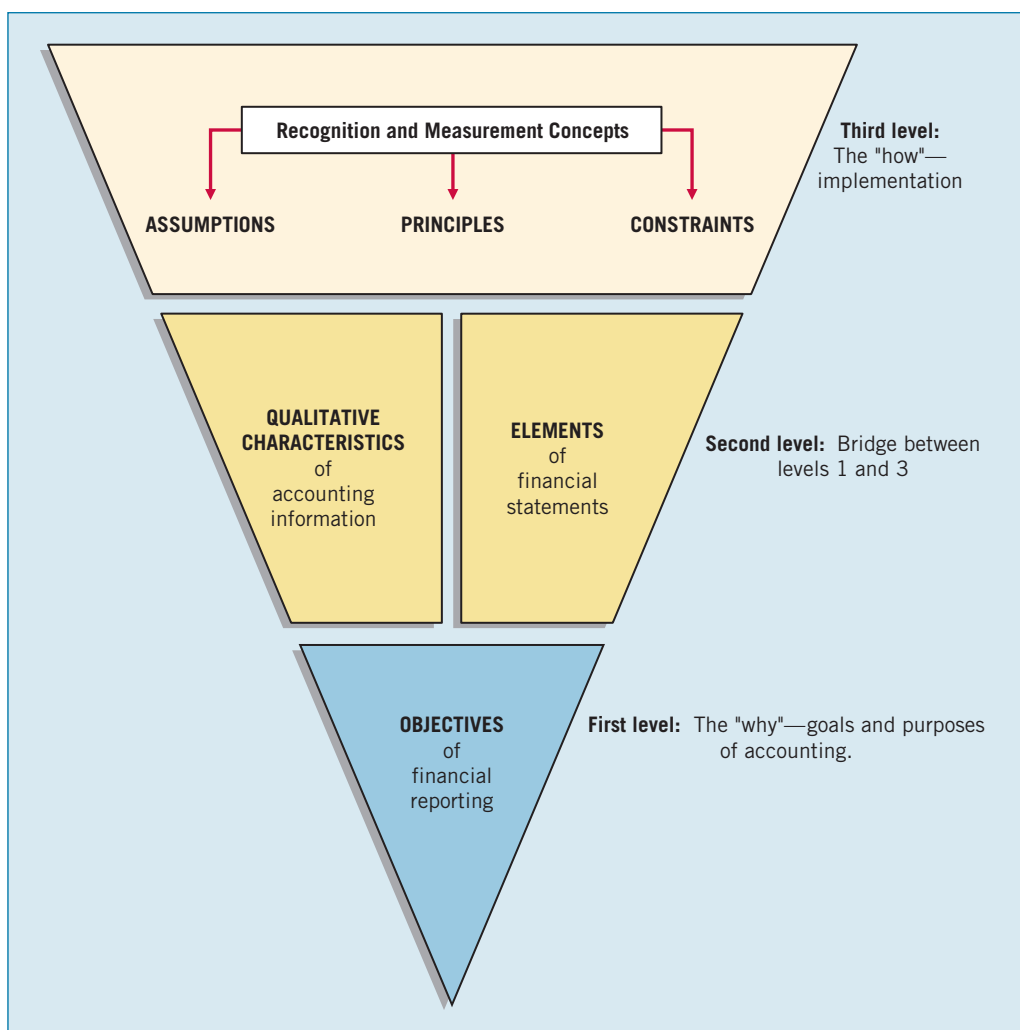 Recognition and Measurement Concepts
ASSUMPTIONS
PRINCIPLES
CONSTRAINTS
Third level:
The "how"—
implementation
QUALITATIVE
CHARACTERISTICS
of
accounting
information
ELEMENTS
of
financial
statements
Second level: Bridge between
levels 1 and 3
OBJECTIVES
of
financial
reporting
First level: The "why"—goals and purposes
of accounting.